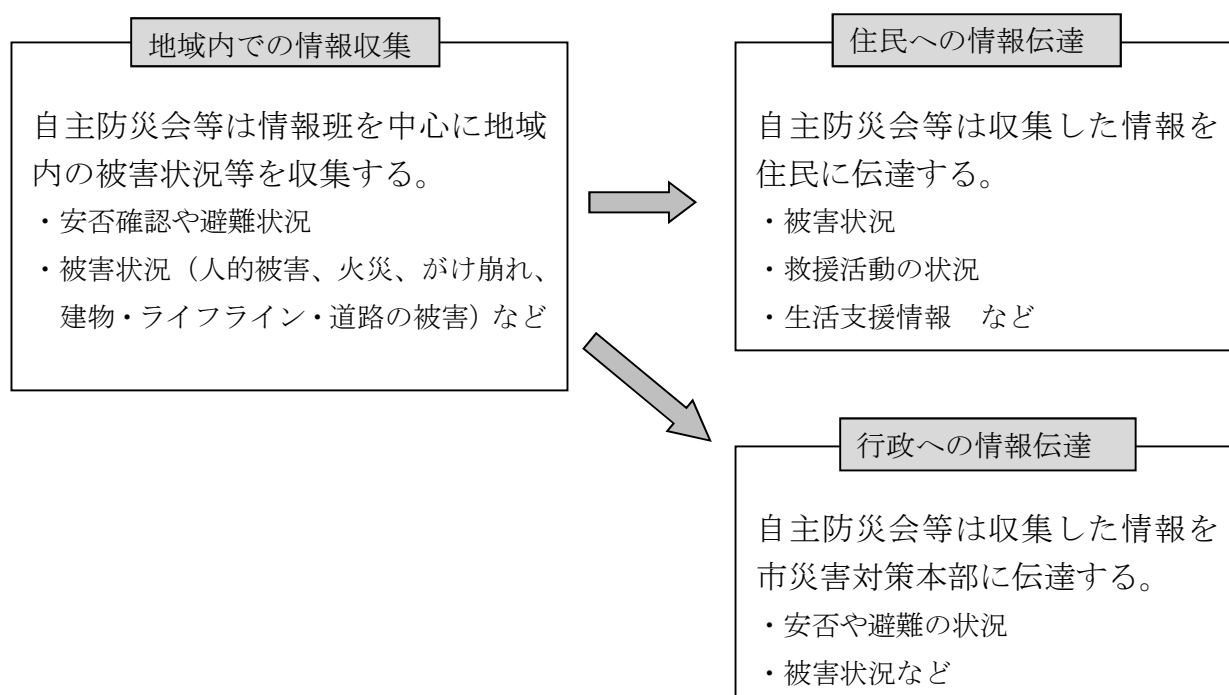 地域内での情報収集
自主防災会等は情報班を中心に地域
内の被害状況等を収集する。
・安否確認や避難状況
・被害状況（人的被害、火災、がけ崩れ、
建物・ライフライン・道路の被害）など
住民への情報伝達
自主防災会等は収集した情報を
住民に伝達する。
・被害状況
・救援活動の状況
・生活支援情報　など
行政への情報伝達
自主防災会等は収集した情報を
市災害対策本部に伝達する。
・安否や避難の状況
・被害状況など